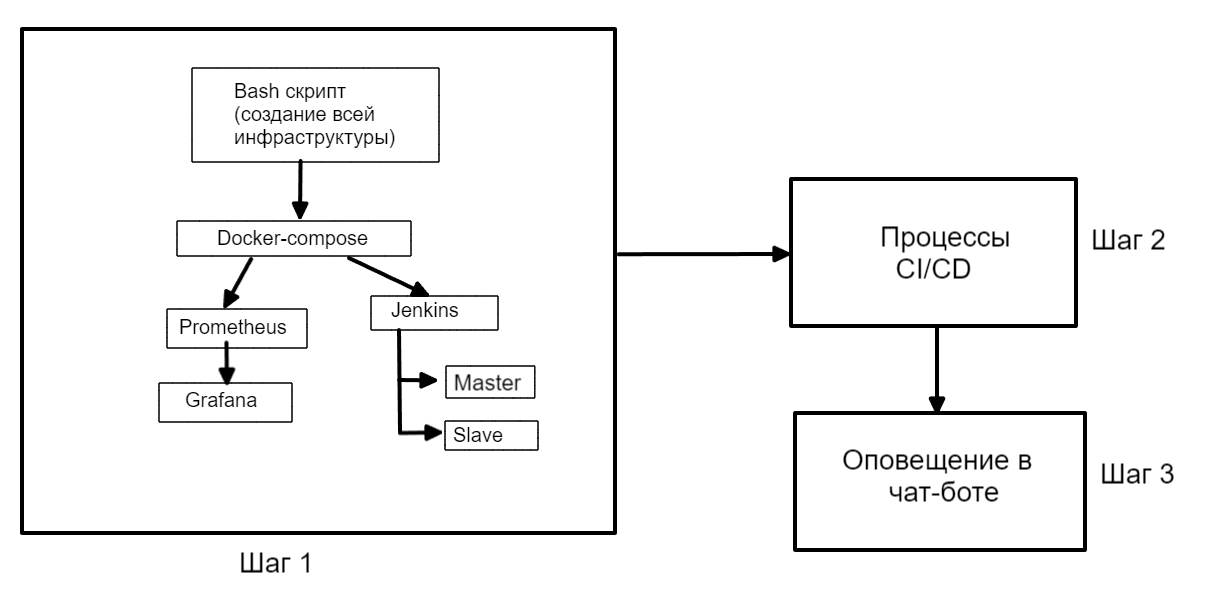 Bash скрипт
(создание всей
инфраструктуры)
Docker-compose
Prometheus
Jenkins
Grafana
Master
Slave
Шаг 1
Процессы
CI/CD
Шаг 2
Оповещение в
чат-боте
Шаг 3